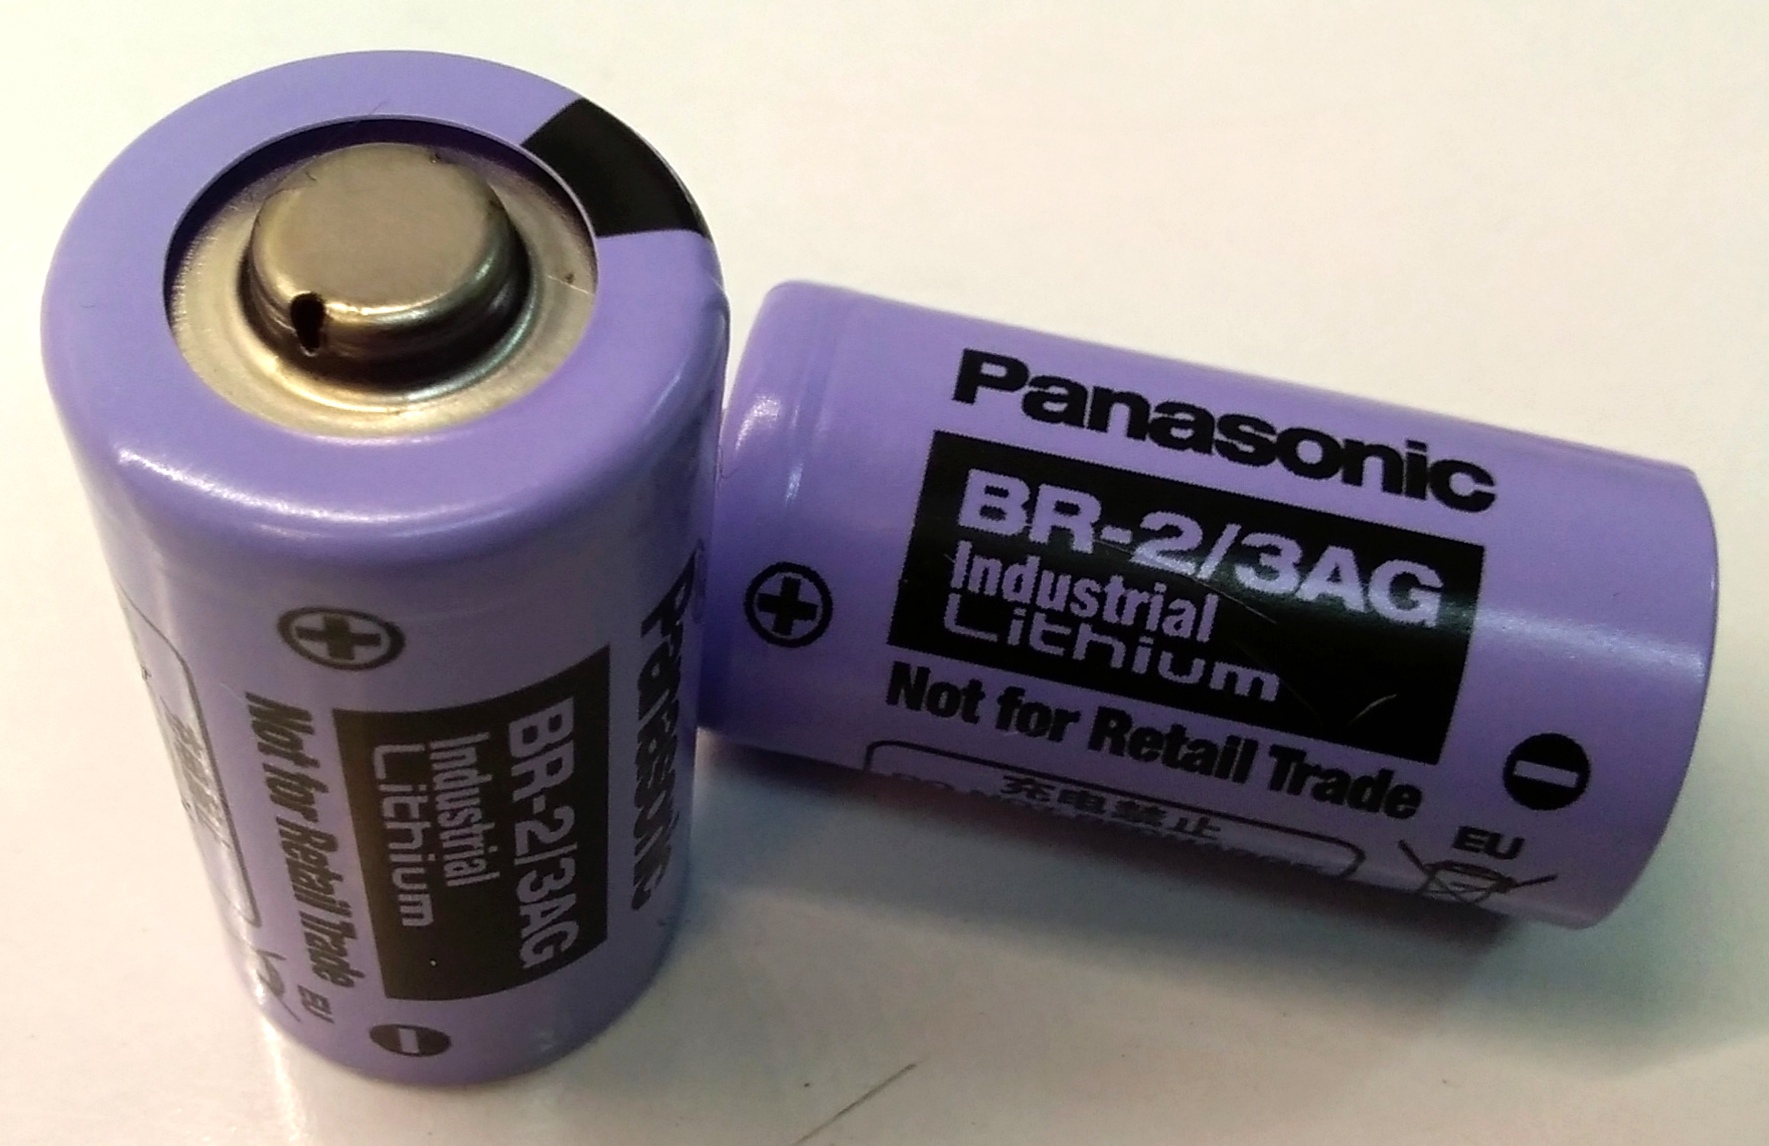 Panasonic
BR-2/3AG
Industrial
Lithium
Not for Retail Trade
EU
Panasonic
BR-2/3AG
Industrial
Lithium
Not for Retail Trade
充电禁止
EU